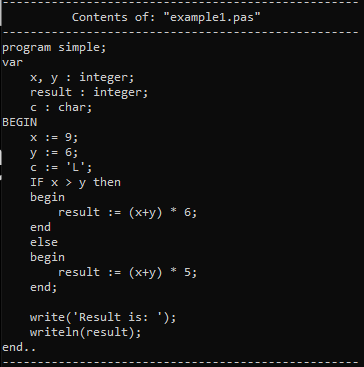 --------------------------------------------------
Contents of: "example1.pas"
--------------------------------------------------
program simple;
var
    x, y : integer;
    result : integer;
    c : char;
BEGIN
    x := 9;
    y := 6;
    c := 'L';
    IF x > y then
    begin
        result := (x+y) * 6;
    end
    else
    begin
        result := (x+y) * 5;
    end;

    write('Result is: ');
    writeln(result);
end..
--------------------------------------------------